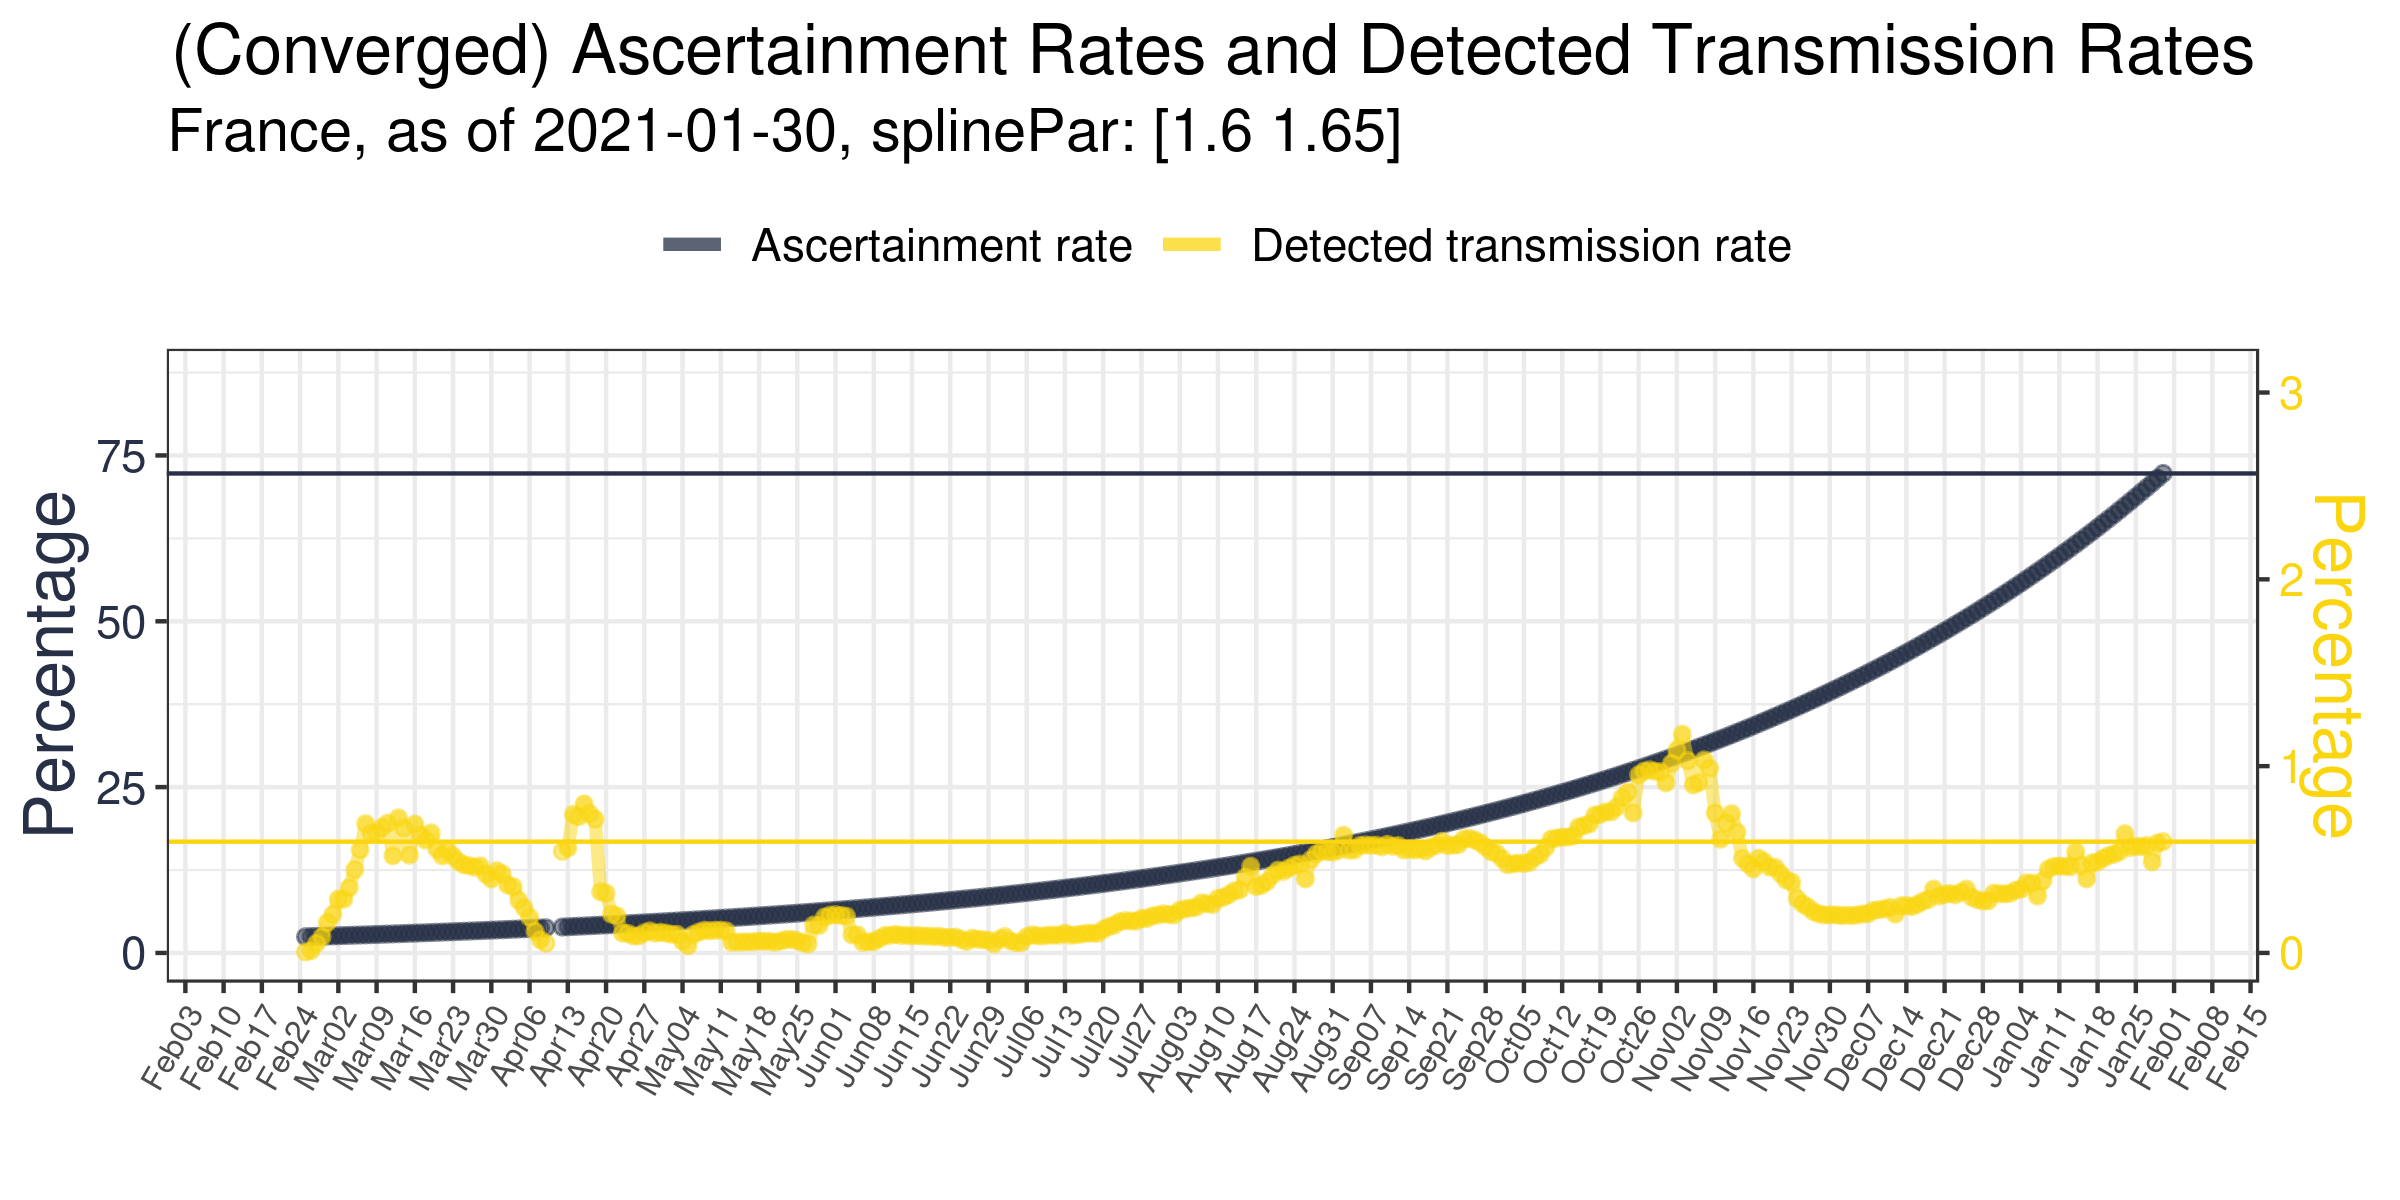 (Converged) Ascertainment Rates and Detected Transmission Rates
France, as of 2021-01-30, splinePar: [1.6 1.65]
Ascertainment rate
Detected transmission rate
Percentage
75
50
25
0
3
2
1
0
Percentage
Feb03
Feb10
Feb17
Feb24
Mar02
Mar09
Mar16
Mar23
Mar30
Apr06
Apr13
Apr20
Apr27
May04
May11
May18
May25
Jun01
Jun08
Jun15
Jun22
Jun29
Jul06
Jul13
Jul20
Jul27
Aug03
Aug10
Aug17
Aug24
Aug31
Sep07
Sep14
Sep21
Sep28
Oct05
Oct12
Oct19
Oct26
Nov02
Nov09
Nov16
Nov23
Nov30
Dec07
Dec14
Dec21
Dec28
Jan04
Jan11
Jan18
Jan25
Feb01
Feb08
Feb15